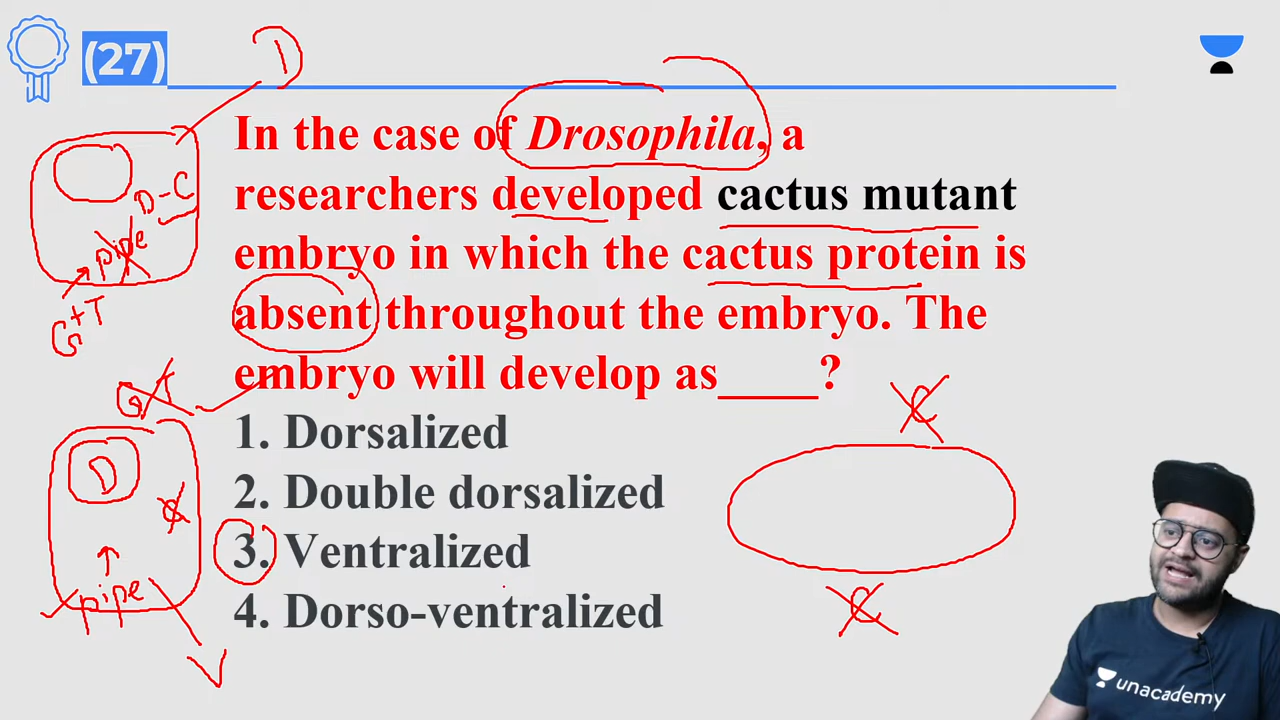 (27)
In the case of Drosophila, a
researchers developed cactus mutant
embryo in which the cactus protein is
absent throughout the embryo. The
embryo will develop as_____?
1. Dorsalized
2. Double dorsalized
3. Ventralized
4. Dorso-ventralized
D
D-C
pipe
G+T
G T
D
C
pipe
V
C
C
unacademy